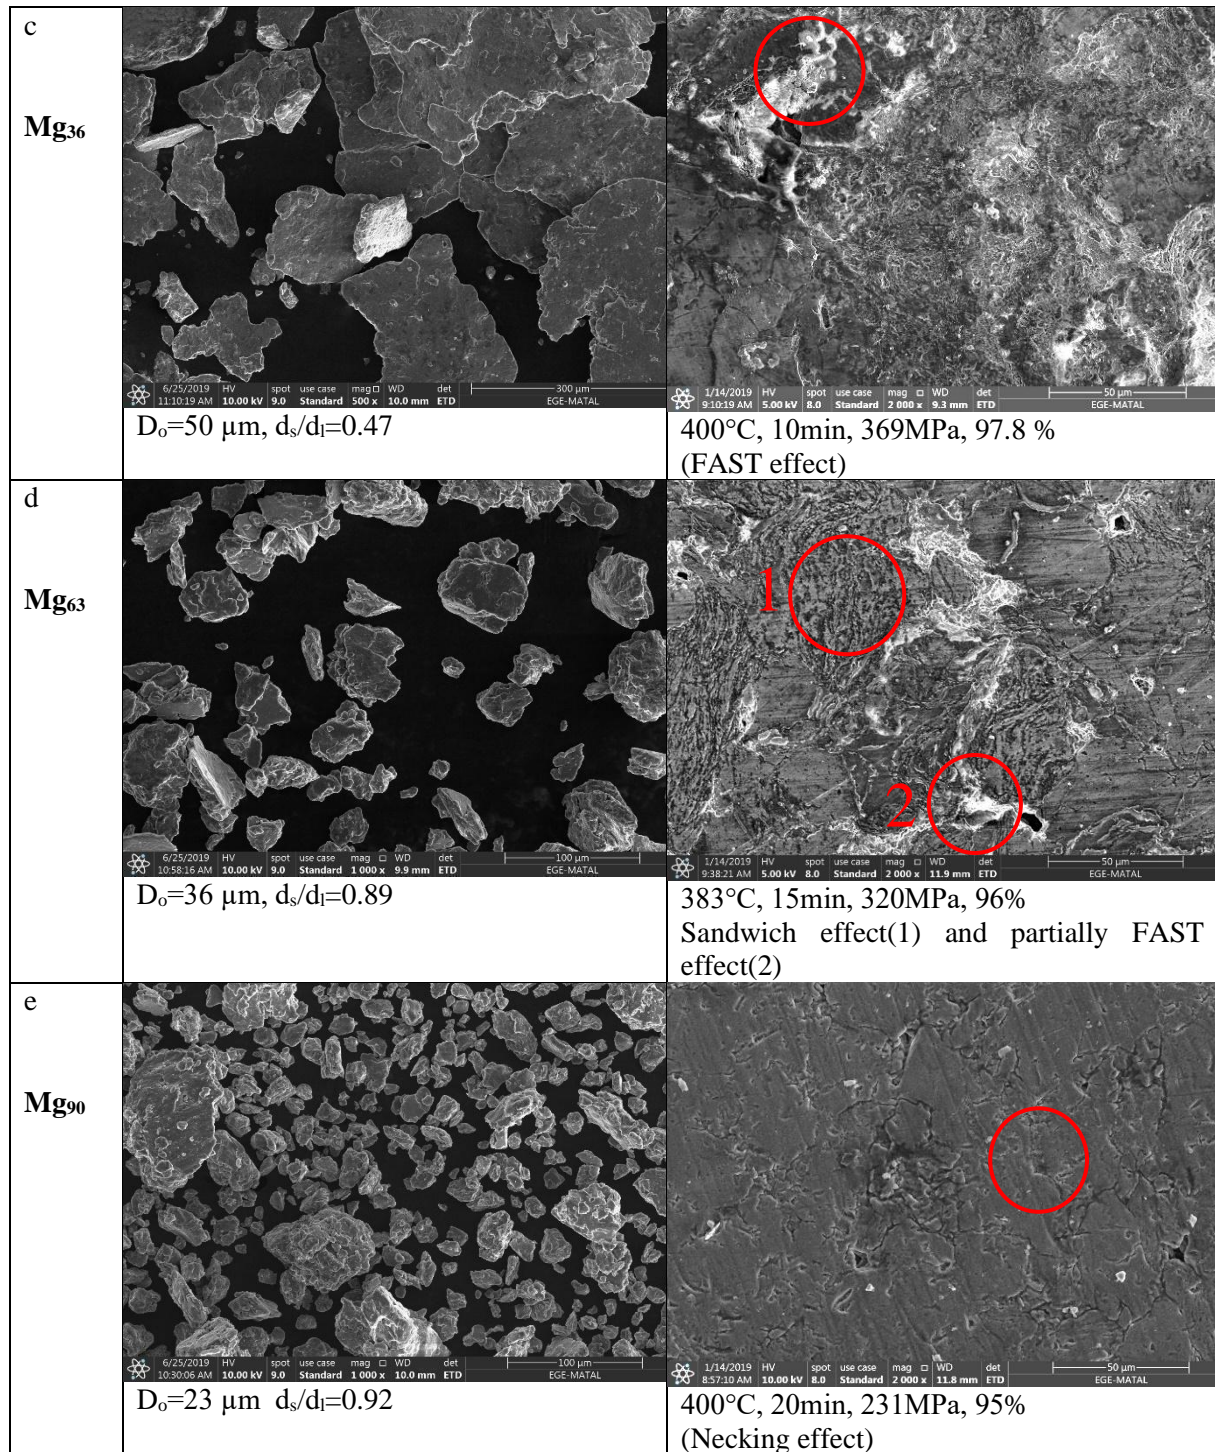 c
Mg36
6/25/2019 HV spot use case mag □ WD det 300 µm
11:10:19 AM 10.00 kV 9.0 Standard 500 x 10.0 mm ETD EGE-MATAL
Do=50 µm, ds/dl=0.47
1/14/2019 HV spot use case mag □ WD det 50 µm
9:10:19 AM 5.00 kV 8.0 Standard 2 000 x 9.3 mm ETD EGE-MATAL
400°C, 10min, 369MPa, 97.8 %
(FAST effect)
d
Mg63
6/25/2019 HV spot use case mag □ WD det 100 µm
10:58:16 AM 10.00 kV 9.0 Standard 1 000 x 9.9 mm ETD EGE-MATAL
Do=36 µm, ds/dl=0.89
1
2
1/14/2019 HV spot use case mag □ WD det 50 µm
9:38:21 AM 5.00 kV 8.0 Standard 2 000 x 11.9 mm ETD EGE-MATAL
383°C, 15min, 320MPa, 96%
Sandwich effect(1) and partially FAST
effect(2)
e
Mg90
6/25/2019 HV spot use case mag □ WD det 100 µm
10:30:06 AM 10.00 kV 9.0 Standard 1 000 x 10.0 mm ETD EGE-MATAL
Do=23 µm ds/dl=0.92
1/14/2019 HV spot use case mag □ WD det 50 µm
8:57:10 AM 10.00 kV 8.0 Standard 2 000 x 11.8 mm ETD EGE-MATAL
400°C, 20min, 231MPa, 95%
(Necking effect)